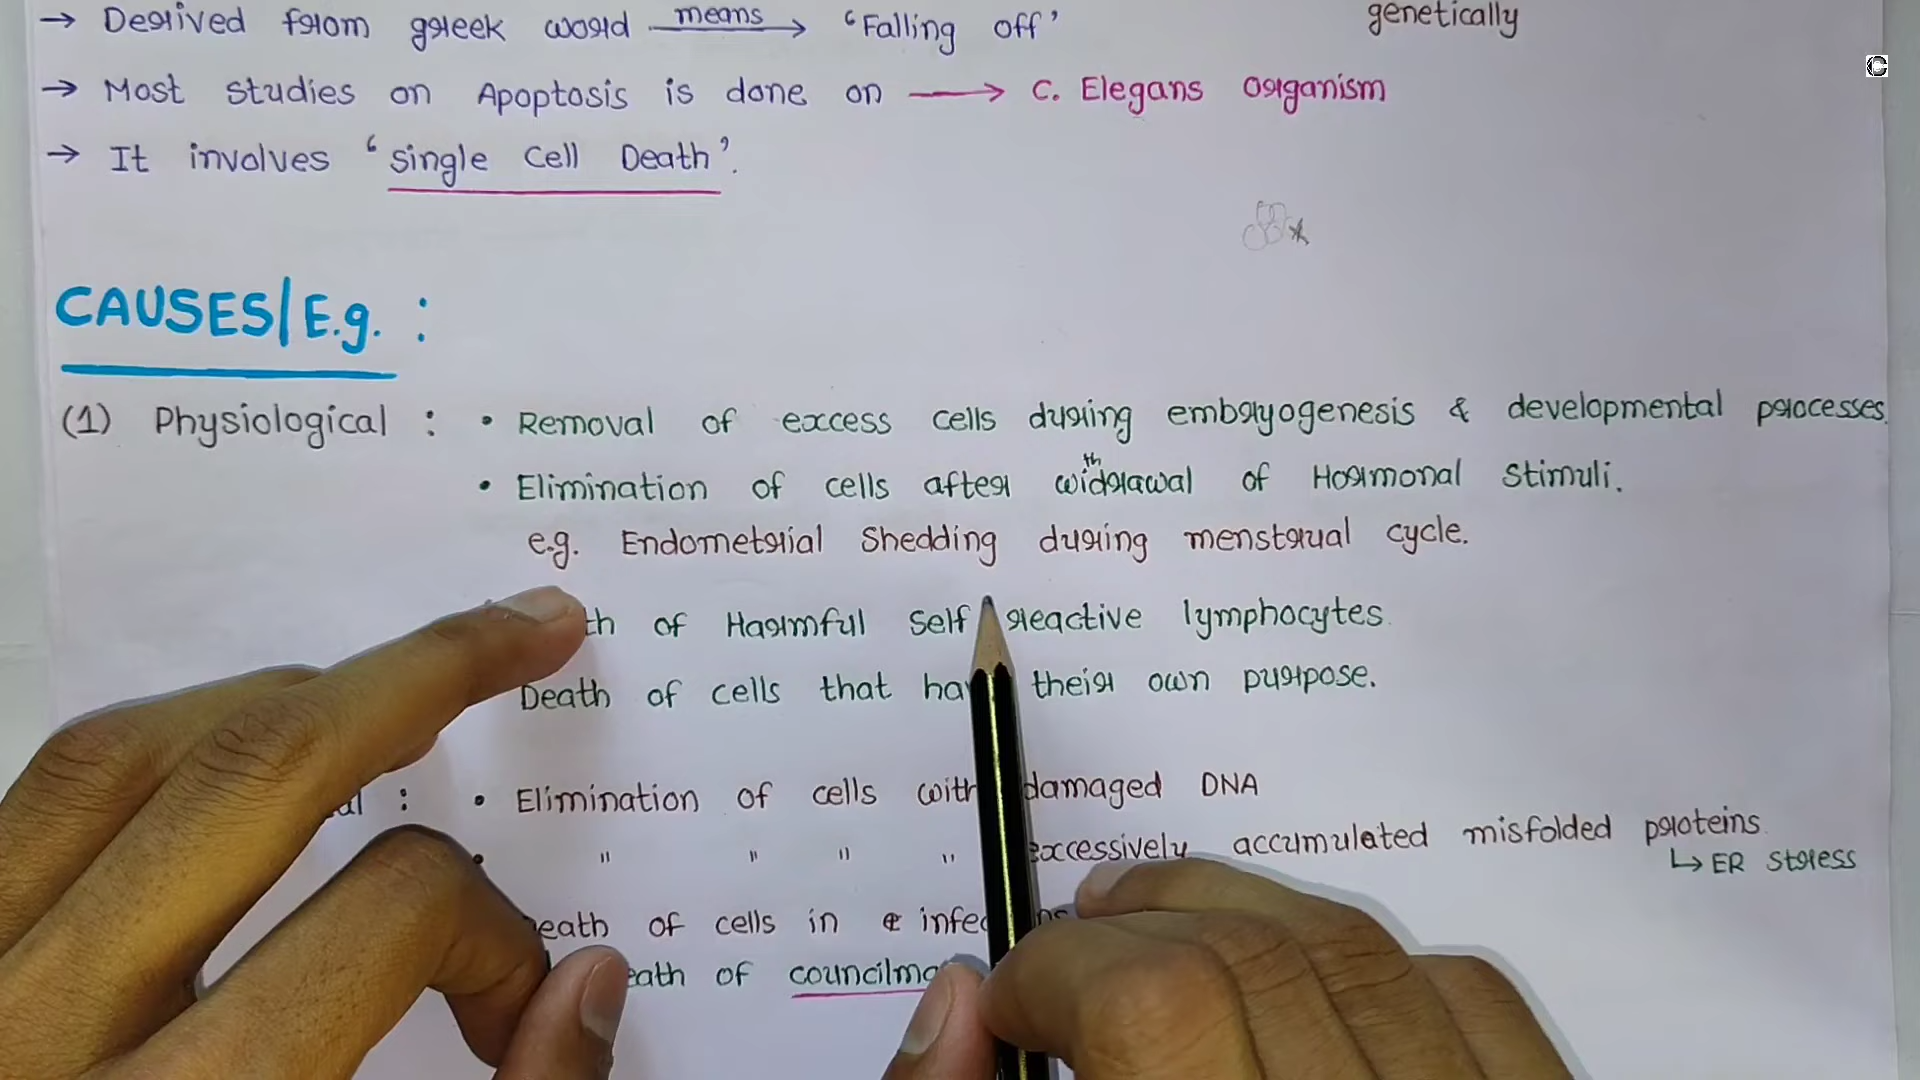 → Derived from greek word means → ‘Falling off’ genetically
→ Most studies on Apoptosis is done on → C. Elegans organism
→ It involves ‘single cell Death’.
CAUSES/E.g. :
(1) Physiological : • Removal of excess cells during embryogenesis & developmental processes.
• Elimination of cells after withdrawal of Hormonal Stimuli.
e.g. Endometrial Shedding during menstrual cycle.
of Harmful Self reactive lymphocytes.
Death of cells that their own purpose.
: • Elimination of cells with damaged DNA
• " " " " excessively accumulated misfolded proteins
↳ ER stress
Death of cells in
of